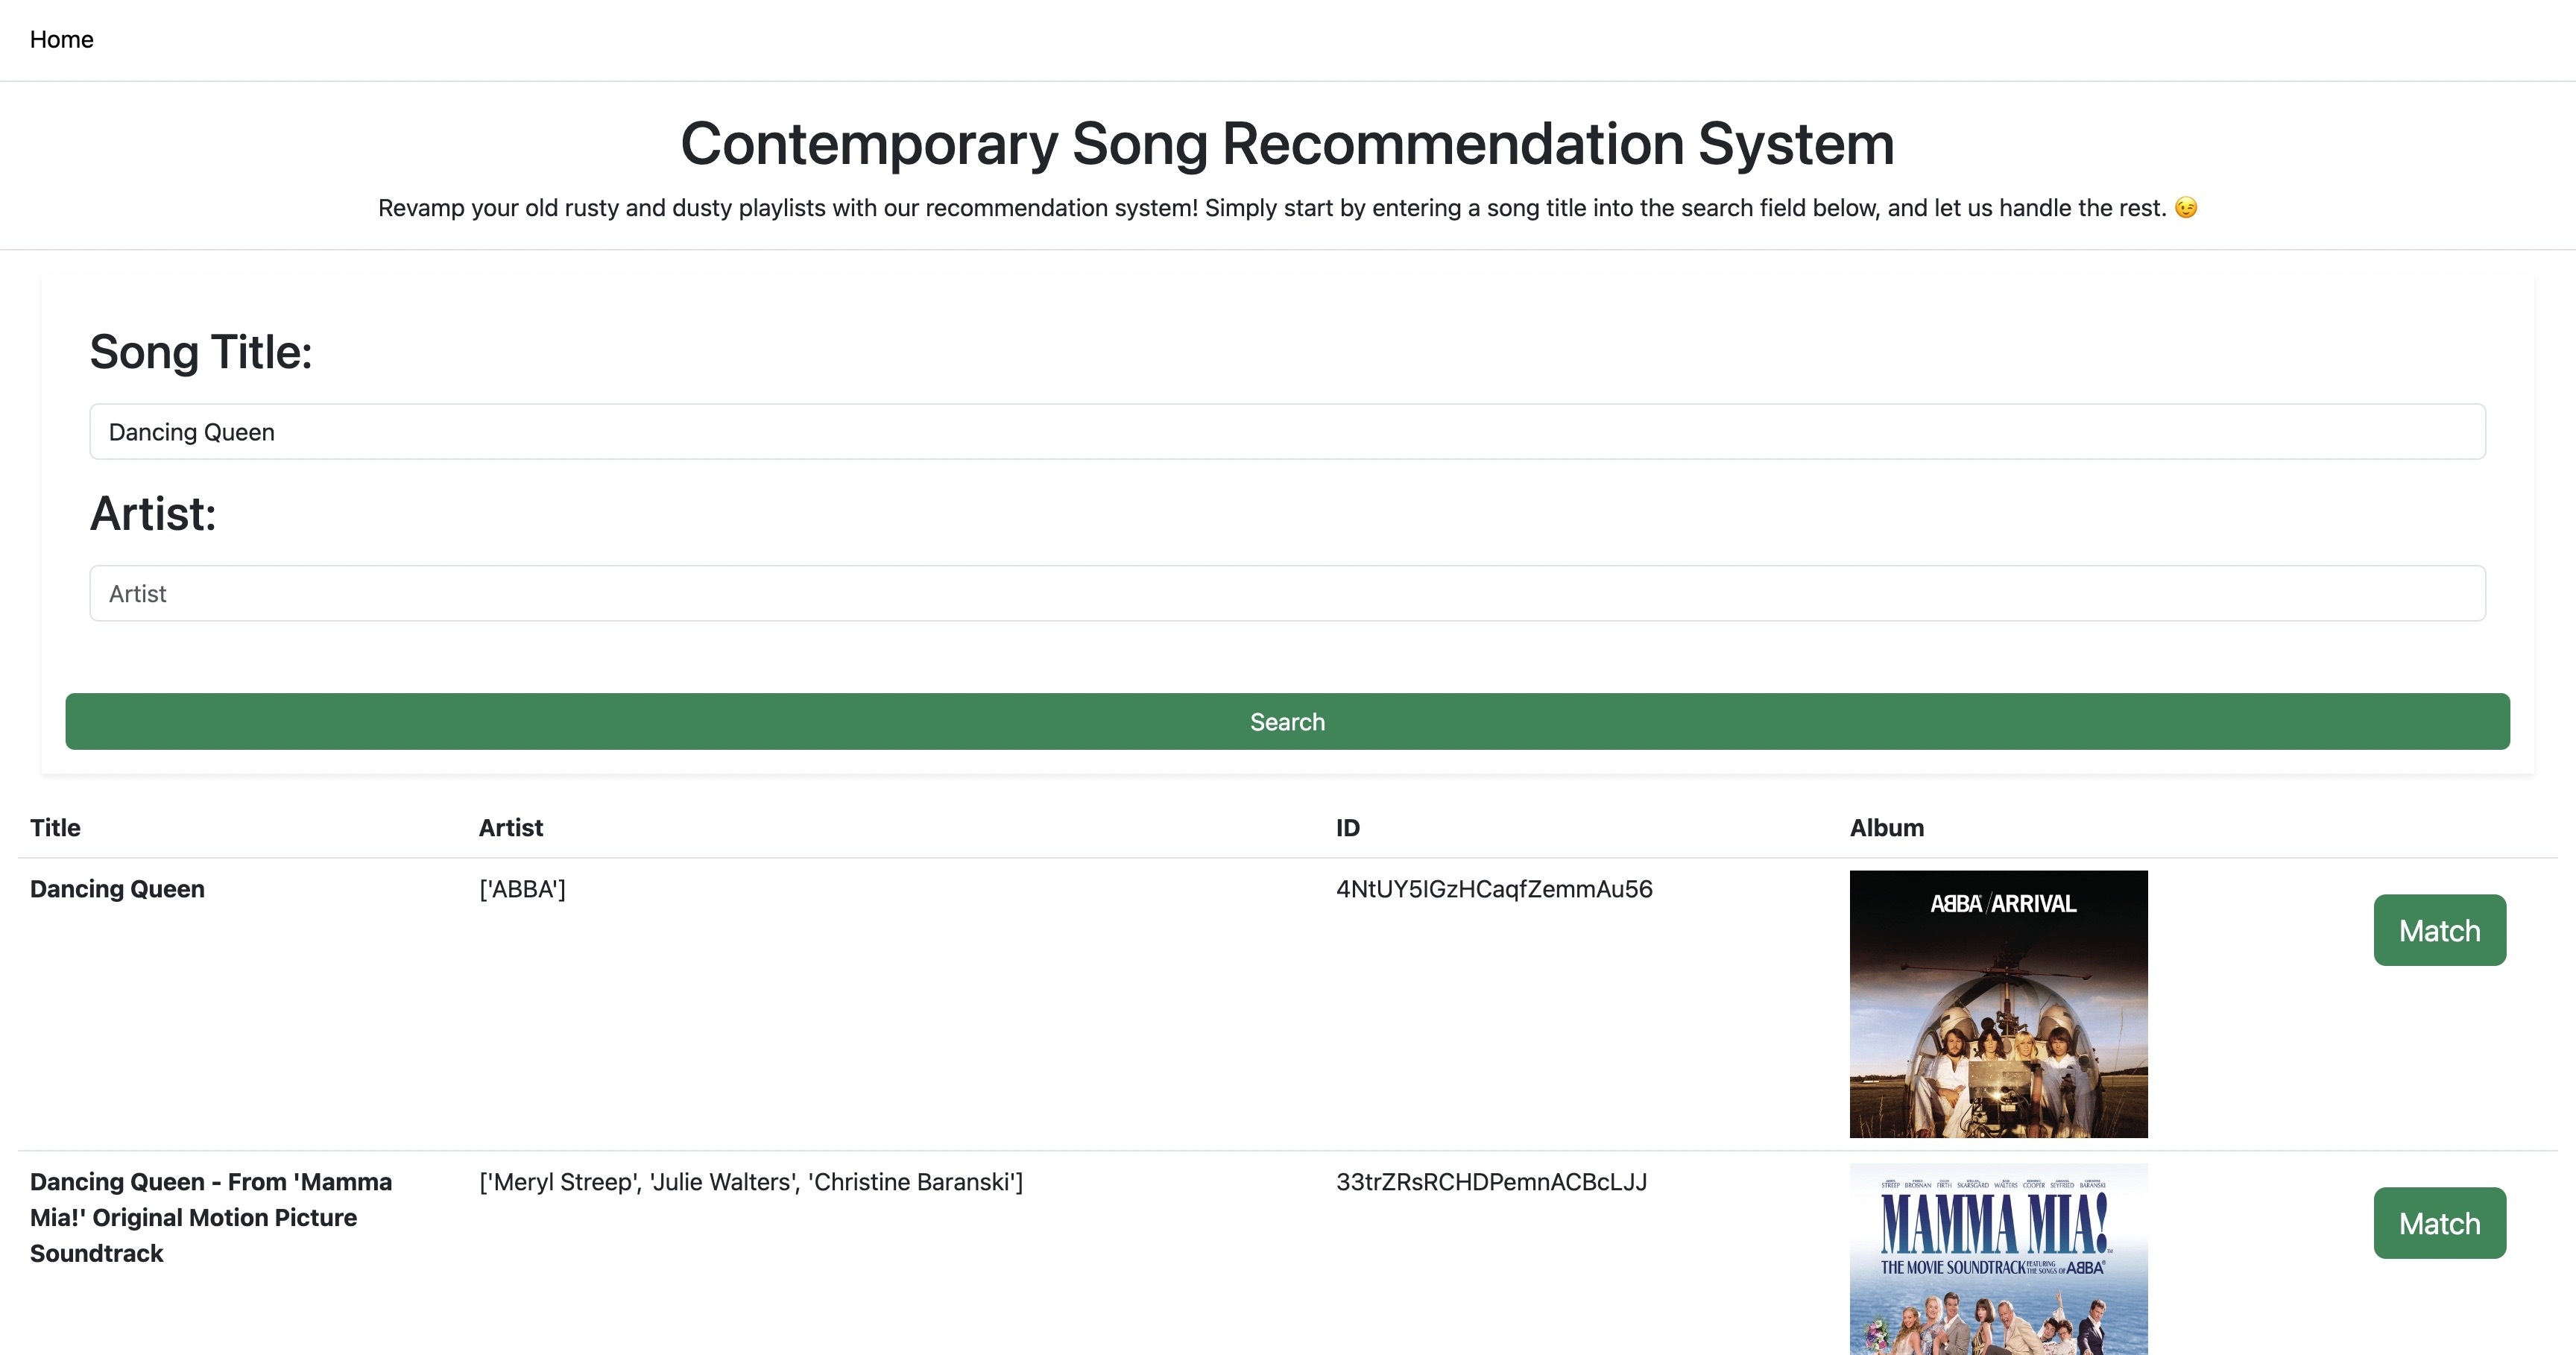 Home
Contemporary Song Recommendation System
Revamp your old rusty and dusty playlists with our recommendation system! Simply start by entering a song title into the search field below, and let us handle the rest. 😉
Song Title:
Dancing Queen
Artist:
Artist
Search
Title Artist ID Album
Dancing Queen ['ABBA'] 4NtUY5IGzHCaqfZemmAu56
ABBA/ARRIVAL
Match
Dancing Queen - From 'Mamma ['Meryl Streep', 'Julie Walters', 'Christine Baranski'] 33trZRsRCHDPemnACBcLJJ
Mia!' Original Motion Picture
Soundtrack
STREEP BROSNAN FIRTH SKARSGÅRD WALTERS COOPER SEYFRIED BARANSKI
MAMMA MIA!
THE MOVIE SOUNDTRACK FEATURING THE SONGS OF ABBA
Match